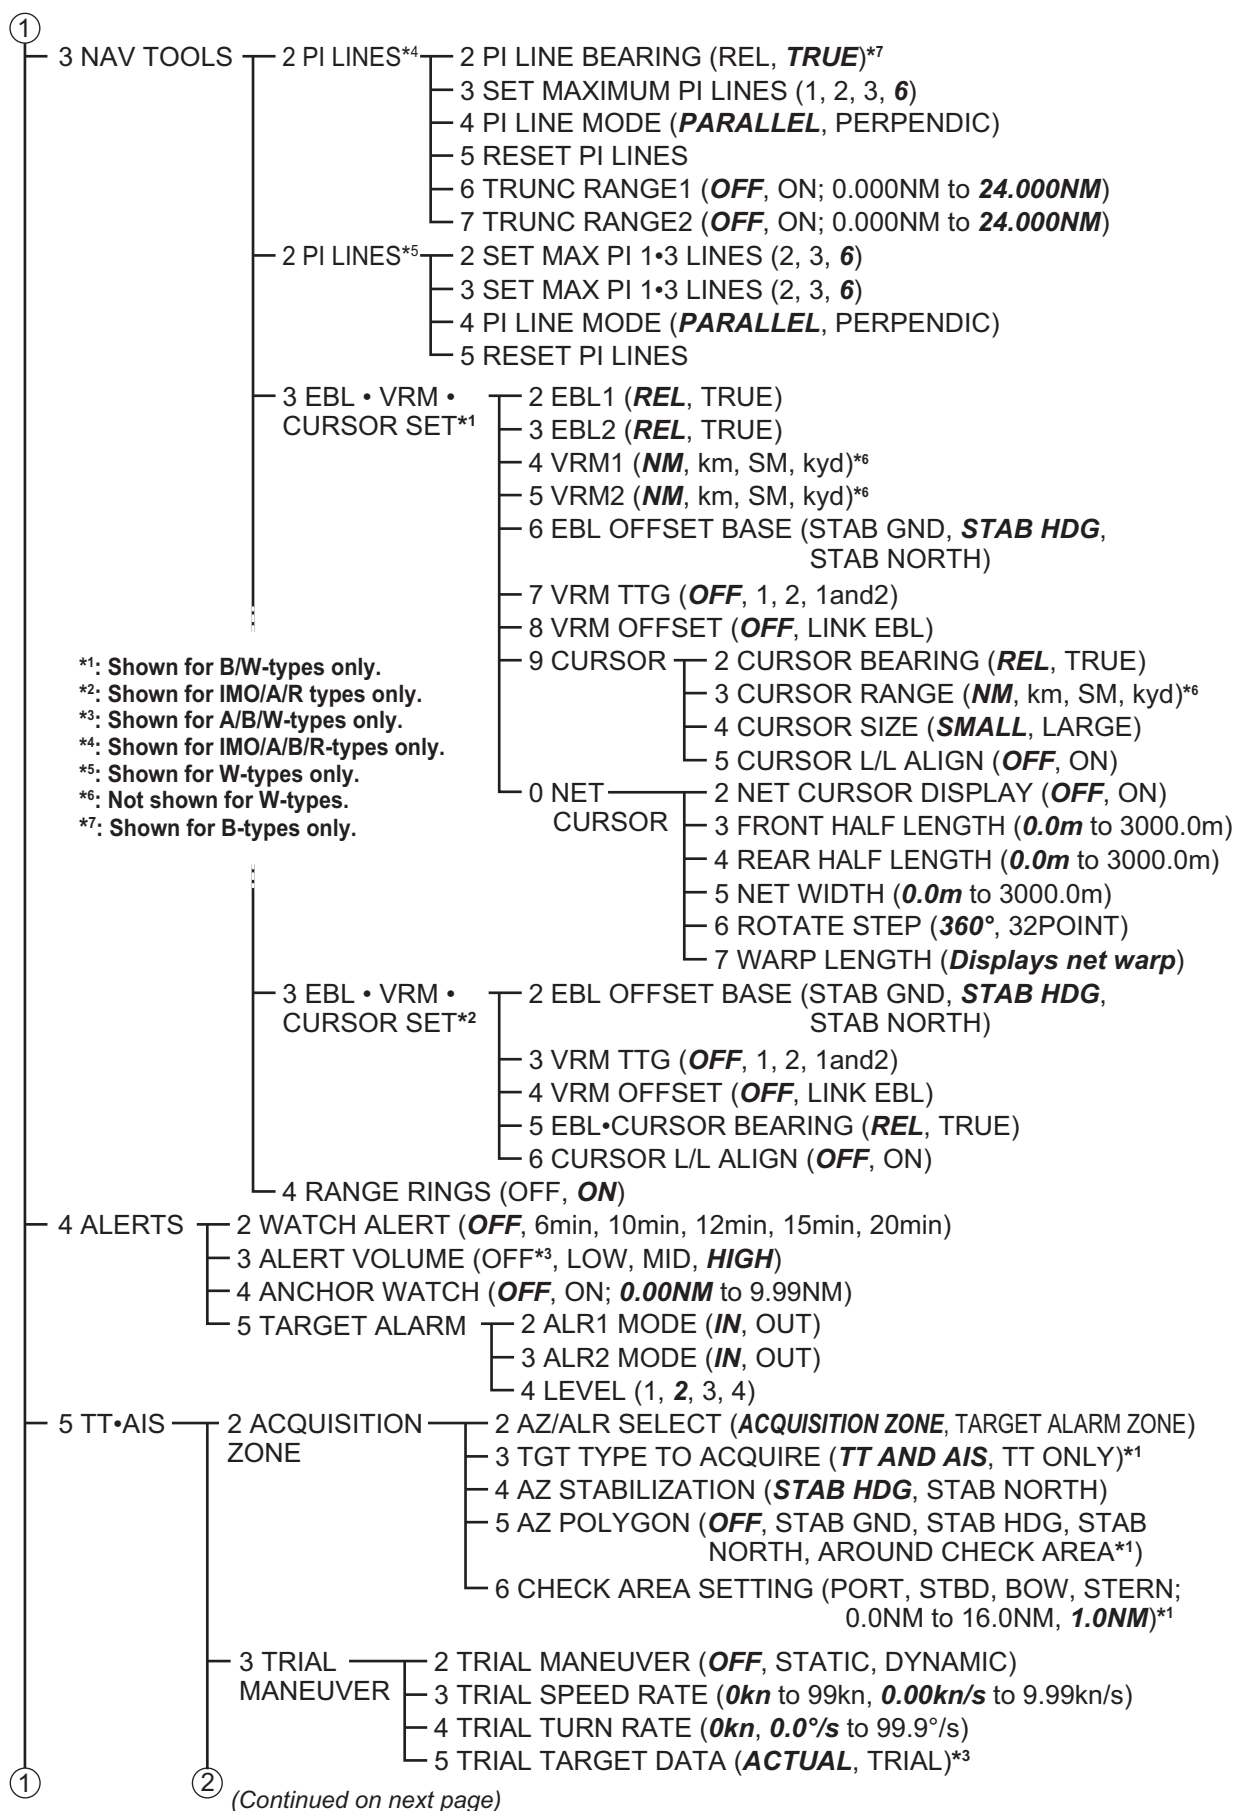 1
3 NAV TOOLS
2 PI LINES*4
2 PI LINE BEARING (REL, TRUE)*7
3 SET MAXIMUM PI LINES (1, 2, 3, 6)
4 PI LINE MODE (PARALLEL, PERPENDIC)
5 RESET PI LINES
6 TRUNC RANGE1 (OFF, ON; 0.000NM to 24.000NM)
7 TRUNC RANGE2 (OFF, ON; 0.000NM to 24.000NM)
2 PI LINES*5
2 SET MAX PI 1•3 LINES (2, 3, 6)
3 SET MAX PI 1•3 LINES (2, 3, 6)
4 PI LINE MODE (PARALLEL, PERPENDIC)
5 RESET PI LINES
3 EBL • VRM •
CURSOR SET*1
2 EBL1 (REL, TRUE)
3 EBL2 (REL, TRUE)
4 VRM1 (NM, km, SM, kyd)*6
5 VRM2 (NM, km, SM, kyd)*6
6 EBL OFFSET BASE (STAB GND, STAB HDG,
STAB NORTH)
7 VRM TTG (OFF, 1, 2, 1and2)
8 VRM OFFSET (OFF, LINK EBL)
9 CURSOR
2 CURSOR BEARING (REL, TRUE)
3 CURSOR RANGE (NM, km, SM, kyd)*6
4 CURSOR SIZE (SMALL, LARGE)
5 CURSOR L/L ALIGN (OFF, ON)
0 NET
CURSOR
2 NET CURSOR DISPLAY (OFF, ON)
3 FRONT HALF LENGTH (0.0m to 3000.0m)
4 REAR HALF LENGTH (0.0m to 3000.0m)
5 NET WIDTH (0.0m to 3000.0m)
6 ROTATE STEP (360°, 32POINT)
7 WARP LENGTH (Displays net warp)
*1: Shown for B/W-types only.
*2: Shown for IMO/A/R types only.
*3: Shown for A/B/W-types only.
*4: Shown for IMO/A/B/R-types only.
*5: Shown for W-types only.
*6: Not shown for W-types.
*7: Shown for B-types only.
3 EBL • VRM •
CURSOR SET*2
2 EBL OFFSET BASE (STAB GND, STAB HDG,
STAB NORTH)
3 VRM TTG (OFF, 1, 2, 1and2)
4 VRM OFFSET (OFF, LINK EBL)
5 EBL•CURSOR BEARING (REL, TRUE)
6 CURSOR L/L ALIGN (OFF, ON)
4 RANGE RINGS (OFF, ON)
4 ALERTS
2 WATCH ALERT (OFF, 6min, 10min, 12min, 15min, 20min)
3 ALERT VOLUME (OFF*3, LOW, MID, HIGH)
4 ANCHOR WATCH (OFF, ON; 0.00NM to 9.99NM)
5 TARGET ALARM
2 ALR1 MODE (IN, OUT)
3 ALR2 MODE (IN, OUT)
4 LEVEL (1, 2, 3, 4)
5 TT•AIS
2 ACQUISITION
ZONE
2 AZ/ALR SELECT (ACQUISITION ZONE, TARGET ALARM ZONE)
3 TGT TYPE TO ACQUIRE (TT AND AIS, TT ONLY)*1
4 AZ STABILIZATION (STAB HDG, STAB NORTH)
5 AZ POLYGON (OFF, STAB GND, STAB HDG, STAB
NORTH, AROUND CHECK AREA*1)
6 CHECK AREA SETTING (PORT, STBD, BOW, STERN;
0.0NM to 16.0NM, 1.0NM)*1
3 TRIAL
MANEUVER
2 TRIAL MANEUVER (OFF, STATIC, DYNAMIC)
3 TRIAL SPEED RATE (0kn to 99kn, 0.00kn/s to 9.99kn/s)
4 TRIAL TURN RATE (0kn, 0.0°/s to 99.9°/s)
5 TRIAL TARGET DATA (ACTUAL, TRIAL)*3
1
2
(Continued on next page)